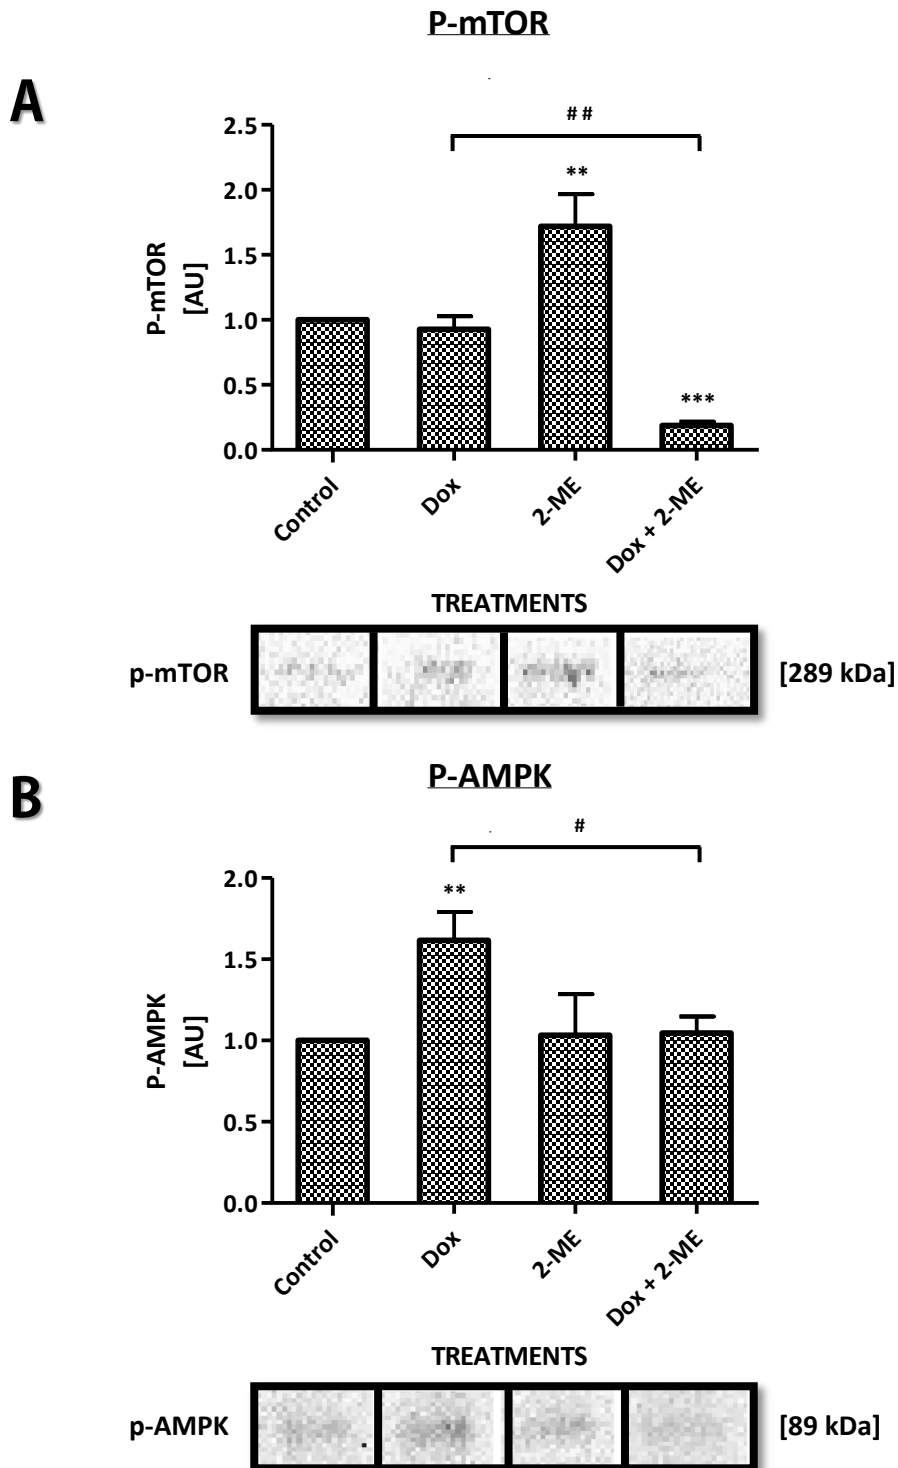 P-mTOR
A
##
**
***
2.5
2.0
1.5
1.0
0.5
0.0
P-mTOR
[AU]
Control
Dox
2-ME
Dox + 2-ME
TREATMENTS
p-mTOR [289 kDa]
P-AMPK
B
#
**
2.0
1.5
1.0
0.5
0.0
P-AMPK
[AU]
Control
Dox
2-ME
Dox + 2-ME
TREATMENTS
p-AMPK [89 kDa]